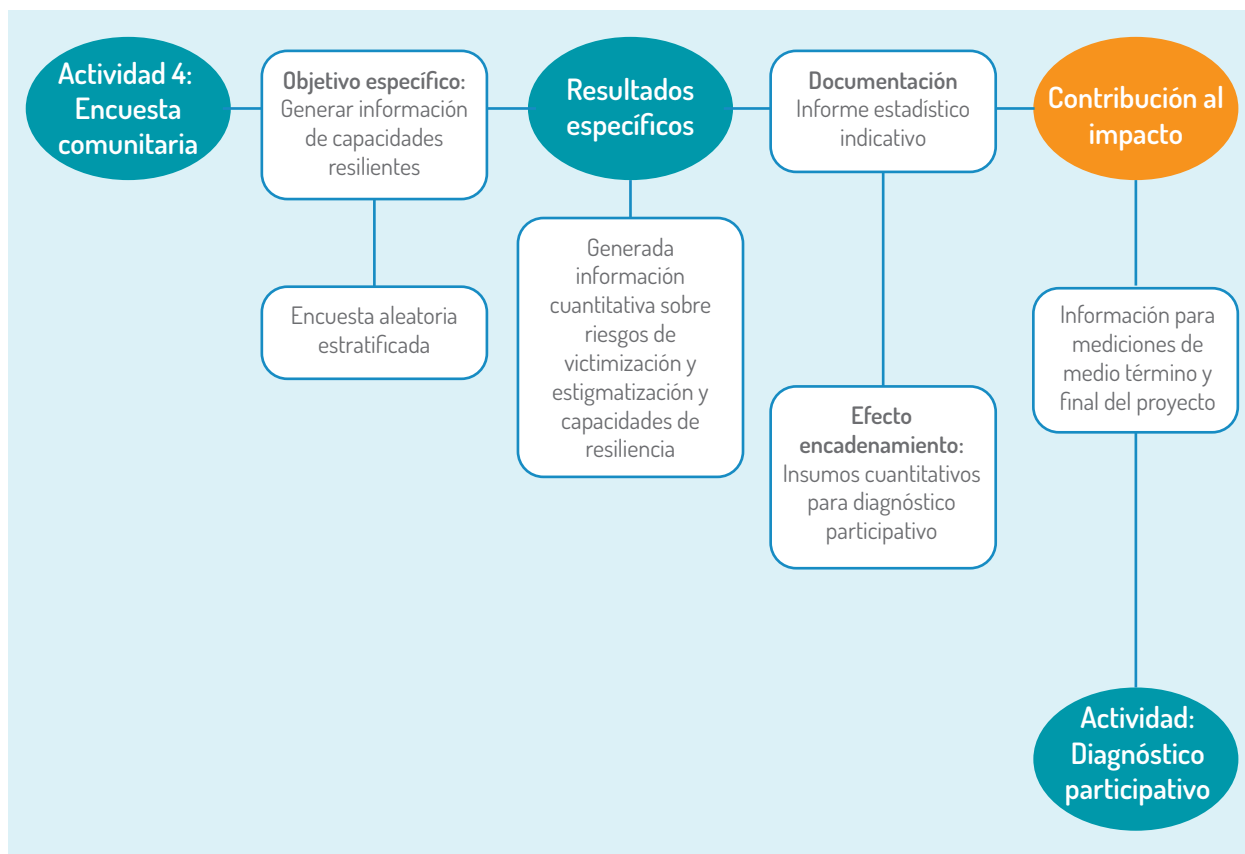 Actividad 4:
Encuesta
comunitaria
Objetivo específico:
Generar información
de capacidades
resilientes
Encuesta aleatoria
estratificada
Resultados
específicos
Generada
información
cuantitativa sobre
riesgos de
victimización y
estigmatización y
capacidades de
resiliencia
Documentación
Informe estadístico
indicativo
Efecto
encadenamiento:
Insumos cuantitativos
para diagnóstico
participativo
Contribución al
impacto
Información para
mediciones de
medio término y
final del proyecto
Actividad:
Diagnóstico
participativo